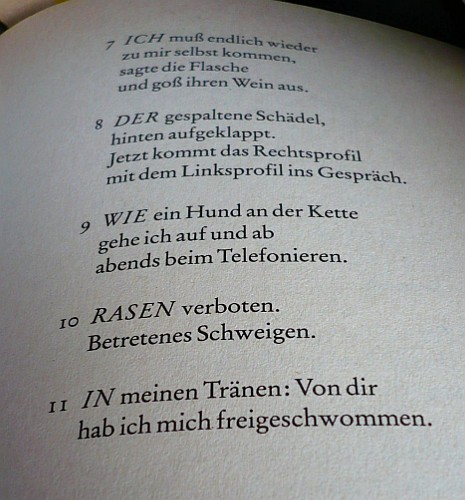 7 ICH muß endlich wieder
zu mir selbst kommen,
sagte die Flasche
und goß ihren Wein aus.
8 DER gespaltene Schädel,
hinten aufgeklappt.
Jetzt kommt das Rechtsprofil
mit dem Linksprofil ins Gespräch.
9 WIE ein Hund an der Kette
gehe ich auf und ab
abends beim Telefonieren.
10 RASEN verboten.
Betretenes Schweigen.
11 IN meinen Tränen: Von dir
hab ich mich freigeschwommen.